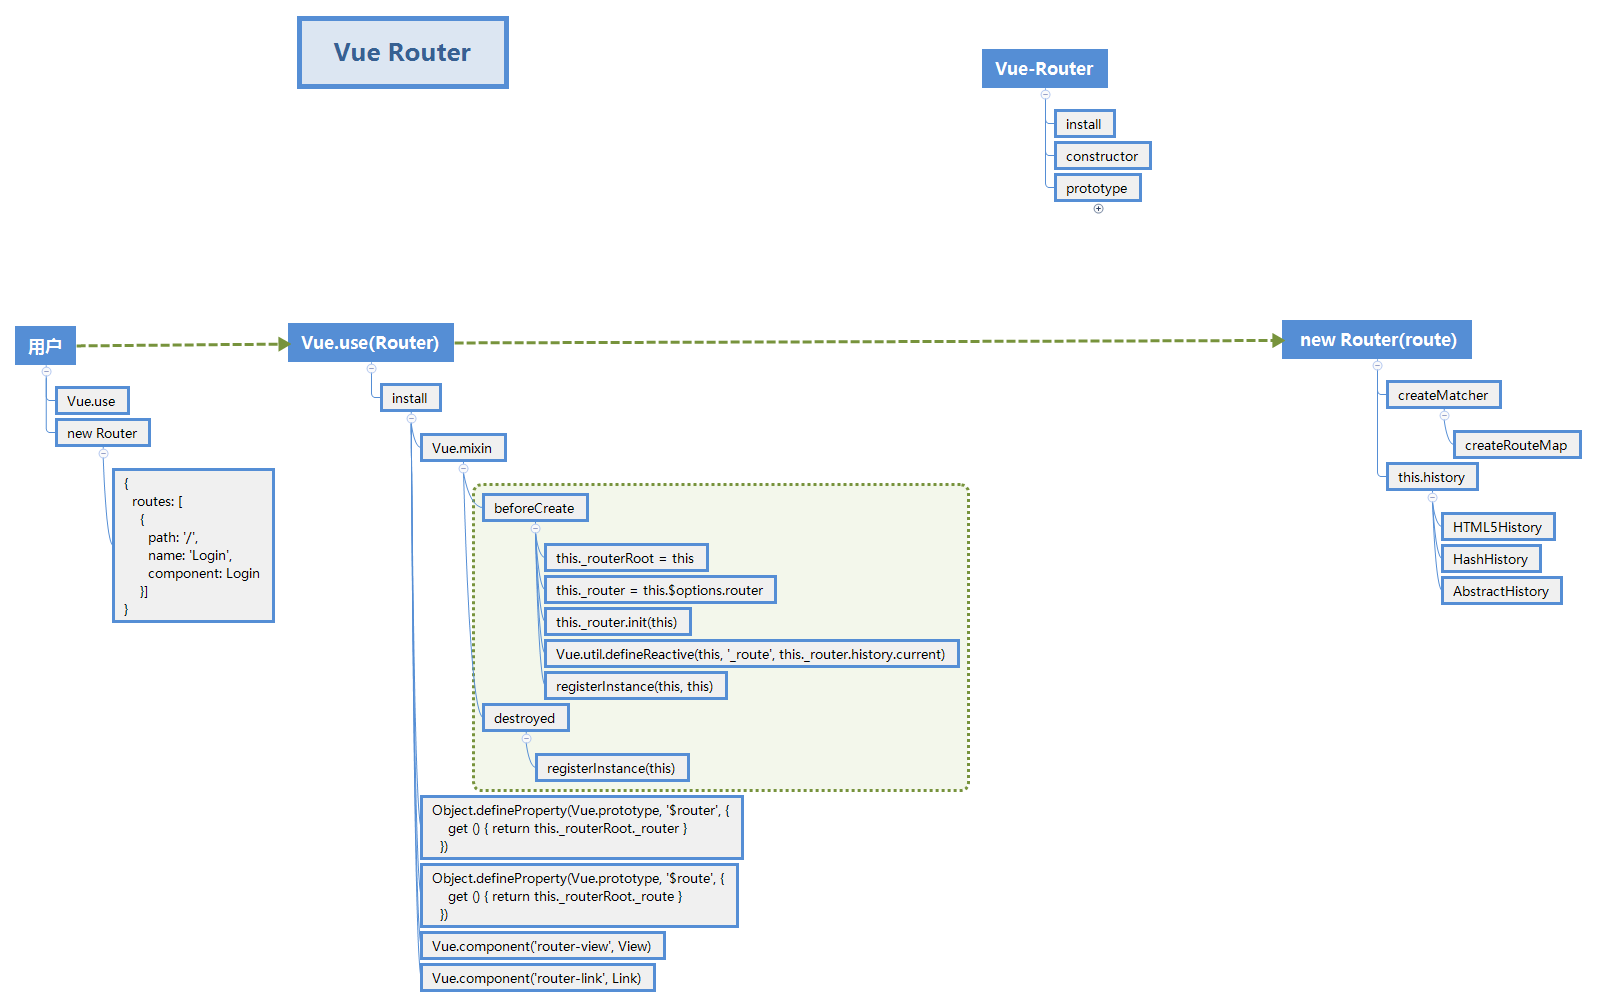 Vue Router
Vue-Router
install
constructor
prototype
用户
Vue.use
new Router
{
routes: [
{
path: '/',
name: 'Login',
component: Login
}]
}
Vue.use(Router)
install
Vue.mixin
beforeCreate
this._routerRoot = this
this._router = this.$options.router
this._router.init(this)
Vue.util.defineReactive(this, '_route', this._router.history.current)
registerInstance(this, this)
destroyed
registerInstance(this)
Object.defineProperty(Vue.prototype, '$router', {
get () { return this._routerRoot._router }
})
Object.defineProperty(Vue.prototype, '$route', {
get () { return this._routerRoot._route }
})
Vue.component('router-view', View)
Vue.component('router-link', Link)
new Router(route)
createMatcher
createRouteMap
this.history
HTML5History
HashHistory
AbstractHistory